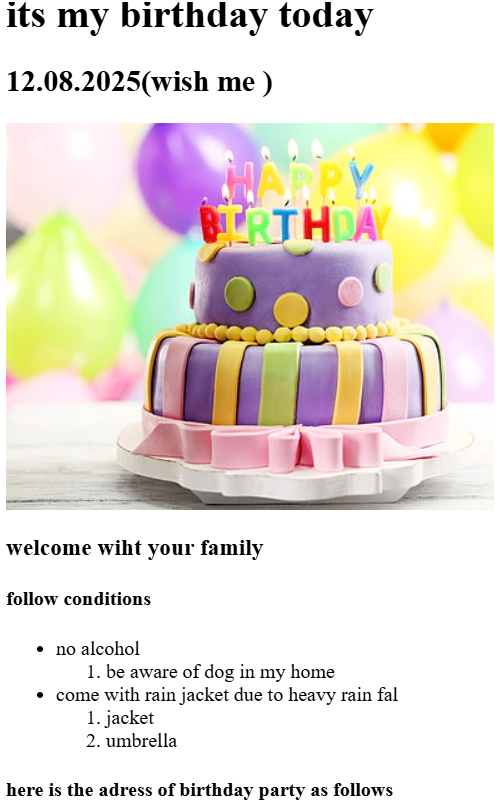 its my birthday today
12.08.2025(wish me )
HAPPY
BIRTHDAY
welcome wiht your family
follow conditions
no alcohol
1. be aware of dog in my home
come with rain jacket due to heavy rain fal
1. jacket
2. umbrella
here is the adress of birthday party as follows